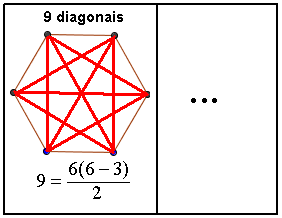 9 diagonais
9 = 6(6 − 3)/2
...